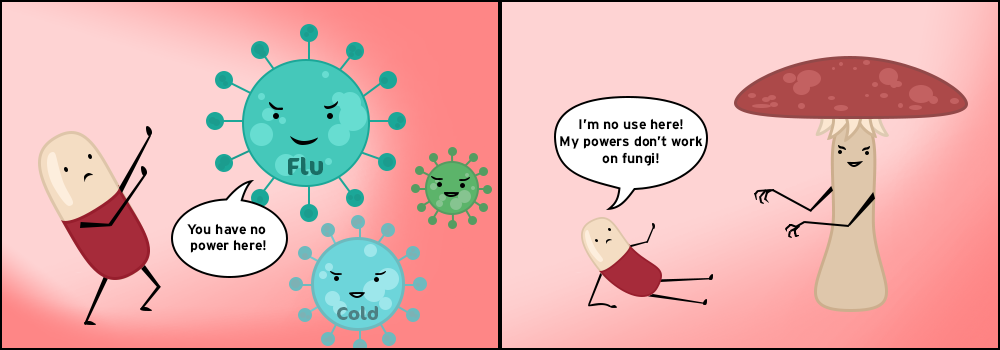 Flu
You have no
power here!
Cold
I'm no use here!
My powers don't work
on fungi!